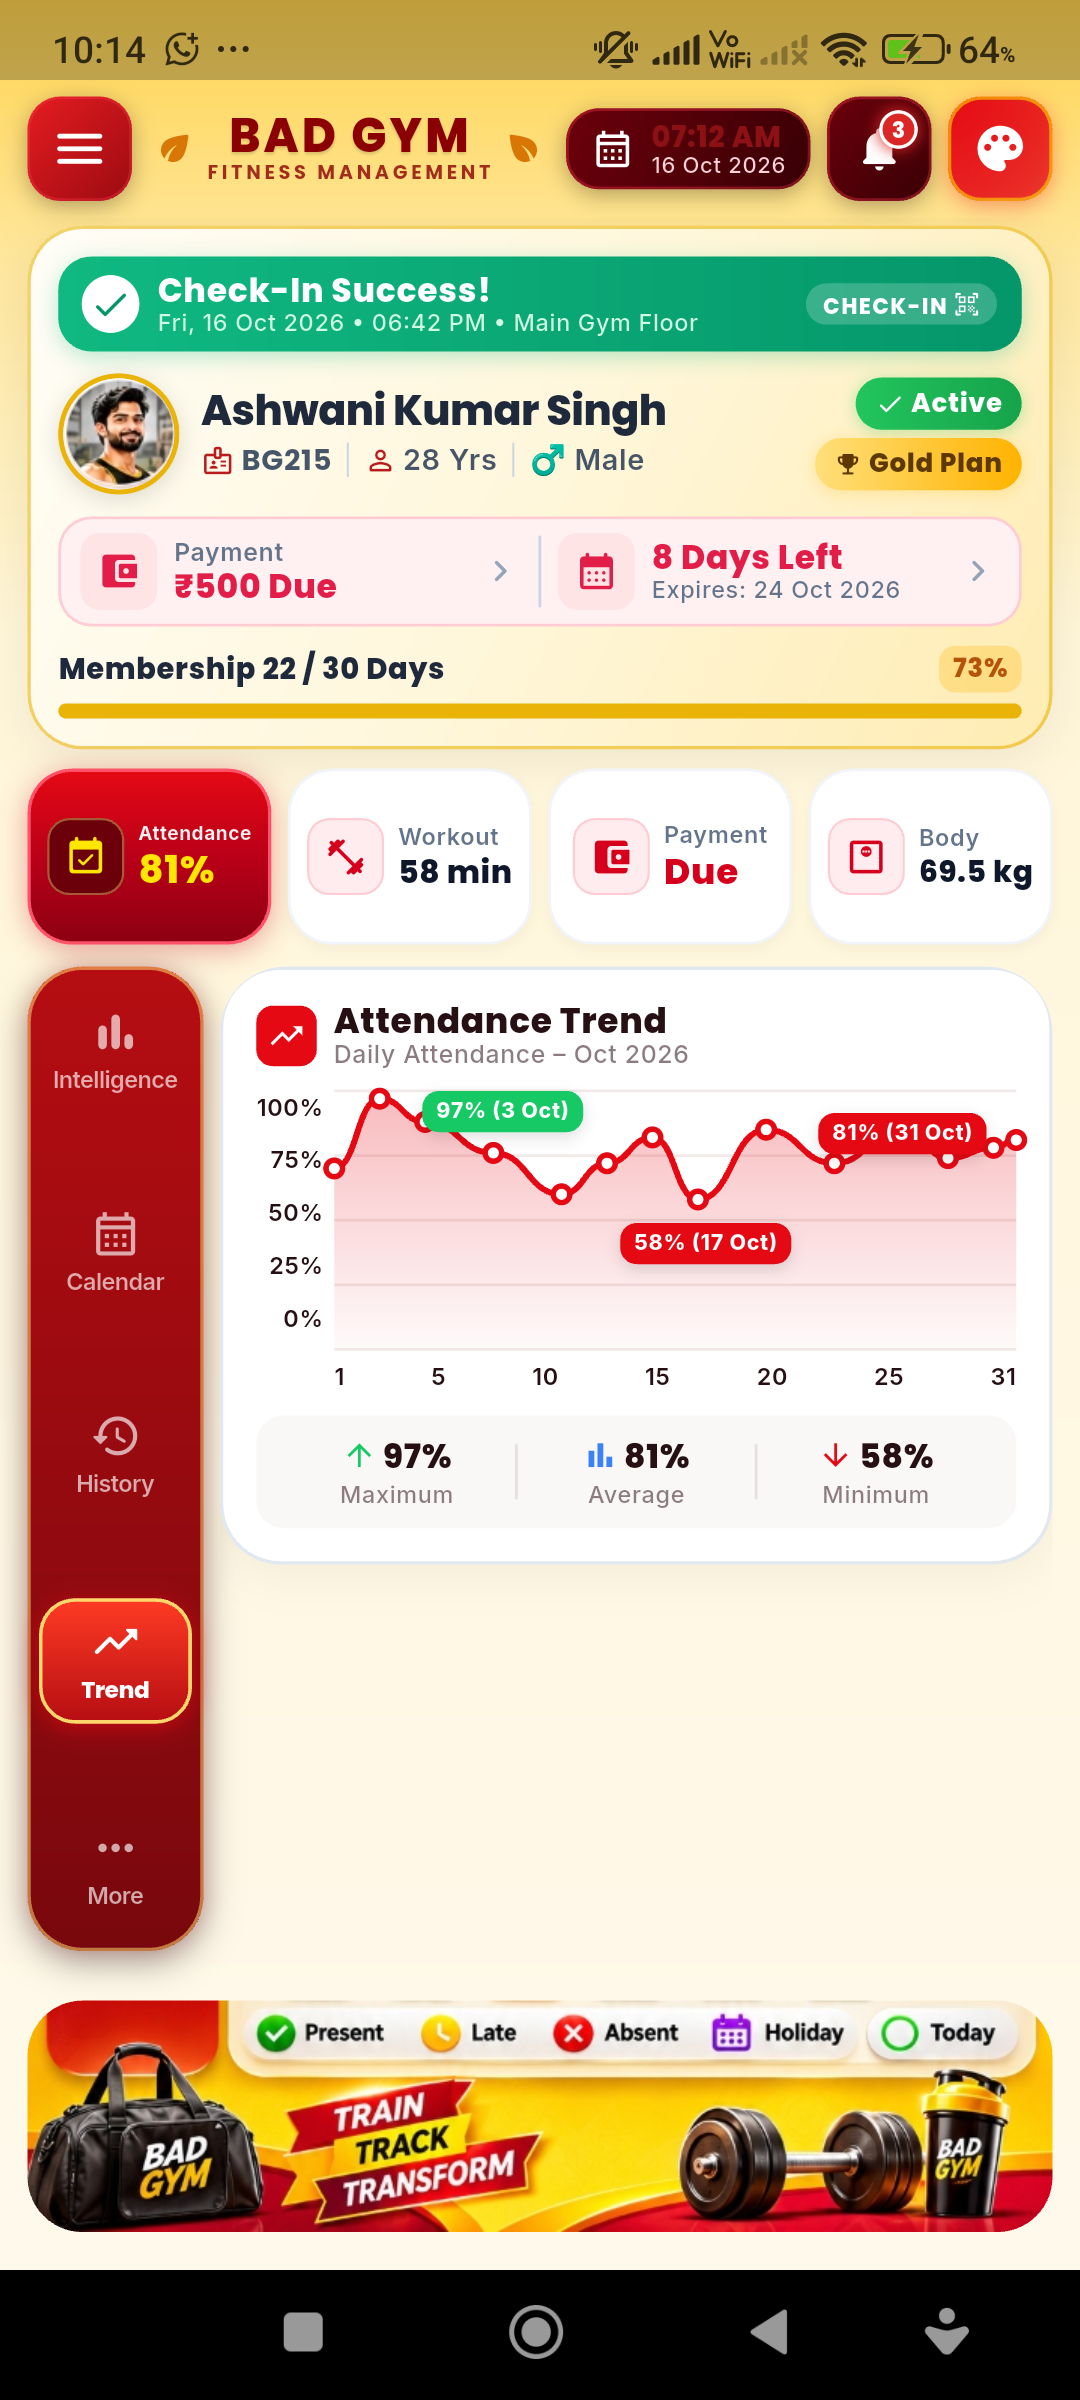 10:14
Vo
WiFi
64%
BAD GYM
FITNESS MANAGEMENT
07:12 AM
16 Oct 2026
3
Check-In Success!
Fri, 16 Oct 2026 • 06:42 PM • Main Gym Floor
CHECK-IN
Ashwani Kumar Singh
BG215
28 Yrs
Male
Active
Gold Plan
Payment
₹500 Due
8 Days Left
Expires: 24 Oct 2026
Membership 22 / 30 Days
73%
Attendance
81%
Workout
58 min
Payment
Due
Body
69.5 kg
Intelligence
Calendar
History
Trend
More
Attendance Trend
Daily Attendance – Oct 2026
100%
75%
50%
25%
0%
97% (3 Oct)
81% (31 Oct)
58% (17 Oct)
1 5 10 15 20 25 31
97%
Maximum
81%
Average
58%
Minimum
Present
Late
Absent
Holiday
Today
BAD
GYM
TRAIN
TRACK
TRANSFORM
BAD
GYM